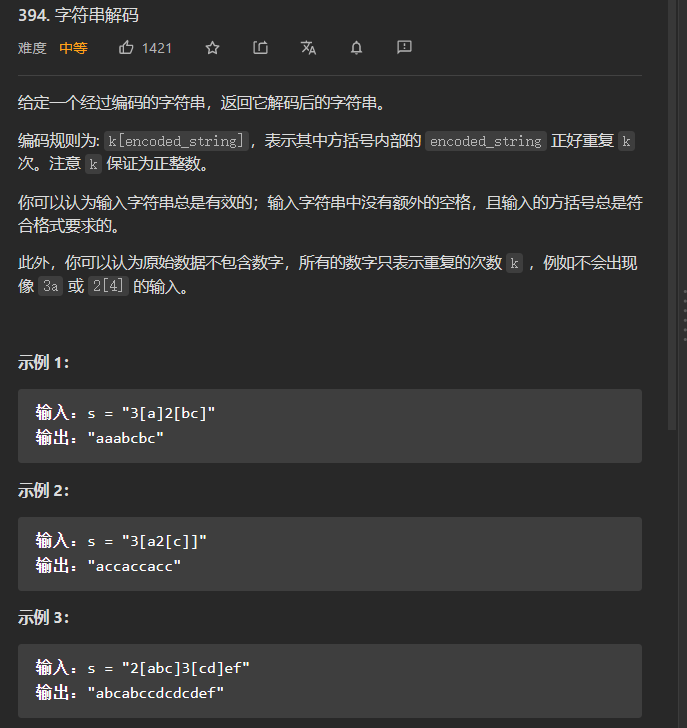 394. 字符串解码
难度 中等 1421
给定一个经过编码的字符串，返回它解码后的字符串。
编码规则为: k[encoded_string]，表示其中方括号内部的 encoded_string 正好重复 k
次。注意 k 保证为正整数。
你可以认为输入字符串总是有效的；输入字符串中没有额外的空格，且输入的方括号总是符
合格式要求的。
此外，你可以认为原始数据不包含数字，所有的数字只表示重复的次数 k ，例如不会出现
像 3a 或 2[4] 的输入。
示例 1：
输入：s = "3[a]2[bc]"
输出："aaabcbc"
示例 2：
输入：s = "3[a2[c]]"
输出："accaccacc"
示例 3：
输入：s = "2[abc]3[cd]ef"
输出："abcabccdcdcdef"